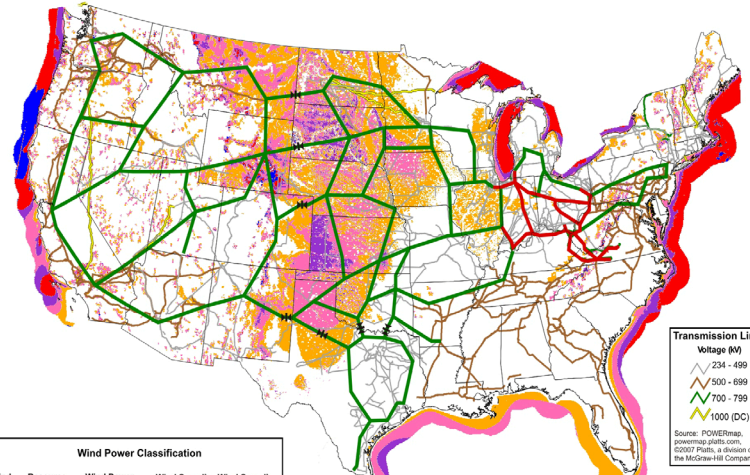 Transmission Li
Voltage (kV)
234 - 499
500 - 699
700 - 799
1000 (DC)
Source: POWERmap,
powermap.platts.com,
©2007 Platts, a division o
the McGraw-Hill Compan
Wind Power Classification